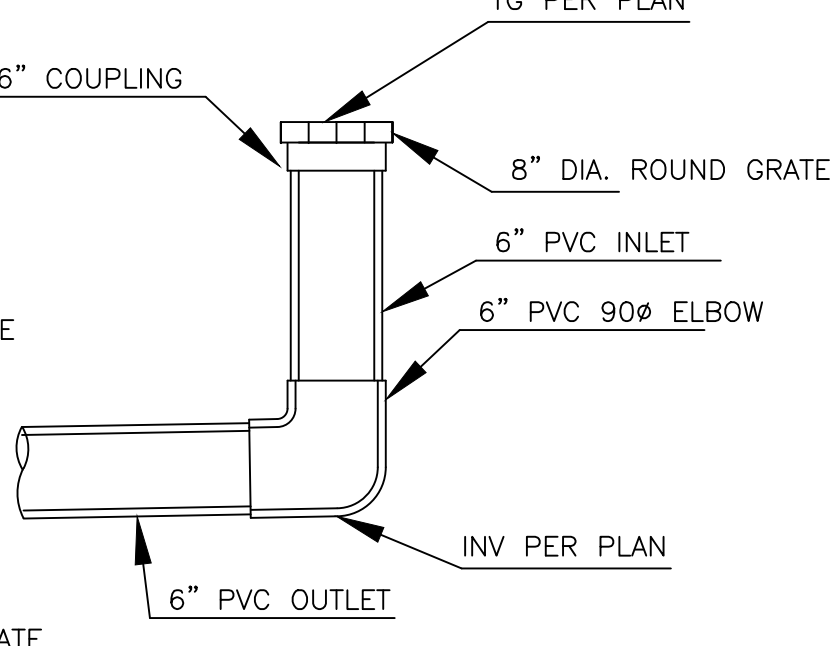 TG PER PLAN
6” COUPLING
8” DIA. ROUND GRATE
6” PVC INLET
6” PVC 90ø ELBOW
E
INV PER PLAN
6” PVC OUTLET
ATE